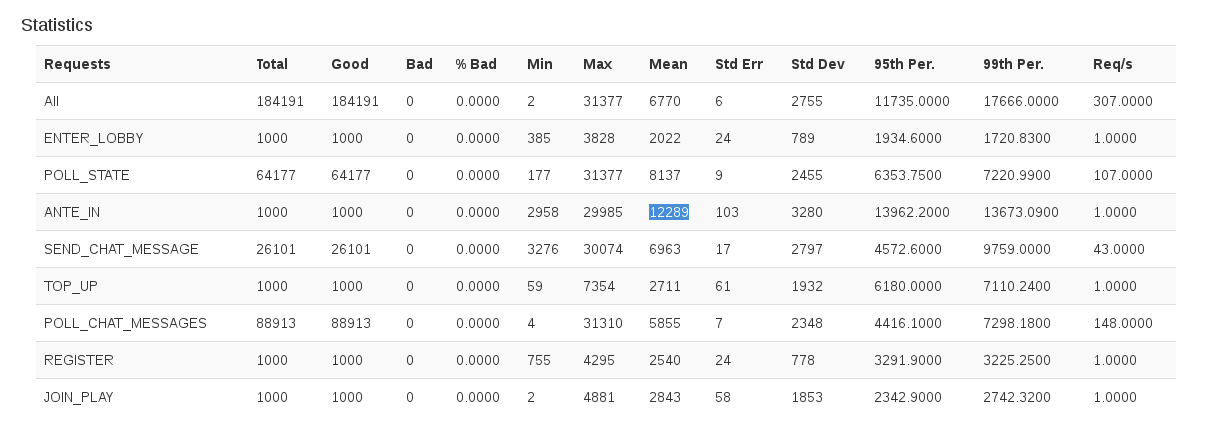 Statistics
Requests Total Good Bad % Bad Min Max Mean Std Err Std Dev 95th Per. 99th Per. Req/s
All 184191 184191 0 0.0000 2 31377 6770 6 2755 11735.0000 17666.0000 307.0000
ENTER_LOBBY 1000 1000 0 0.0000 385 3828 2022 24 789 1934.6000 1720.8300 1.0000
POLL_STATE 64177 64177 0 0.0000 177 31377 8137 9 2455 6353.7500 7220.9900 107.0000
ANTE_IN 1000 1000 0 0.0000 2958 29985 12289 103 3280 13962.2000 13673.0900 1.0000
SEND_CHAT_MESSAGE 26101 26101 0 0.0000 3276 30074 6963 17 2797 4572.6000 9759.0000 43.0000
TOP_UP 1000 1000 0 0.0000 59 7354 2711 61 1932 6180.0000 7110.2400 1.0000
POLL_CHAT_MESSAGES 88913 88913 0 0.0000 4 31310 5855 7 2348 4416.1000 7298.1800 148.0000
REGISTER 1000 1000 0 0.0000 755 4295 2540 24 778 3291.9000 3225.2500 1.0000
JOIN_PLAY 1000 1000 0 0.0000 2 4881 2843 58 1853 2342.9000 2742.3200 1.0000